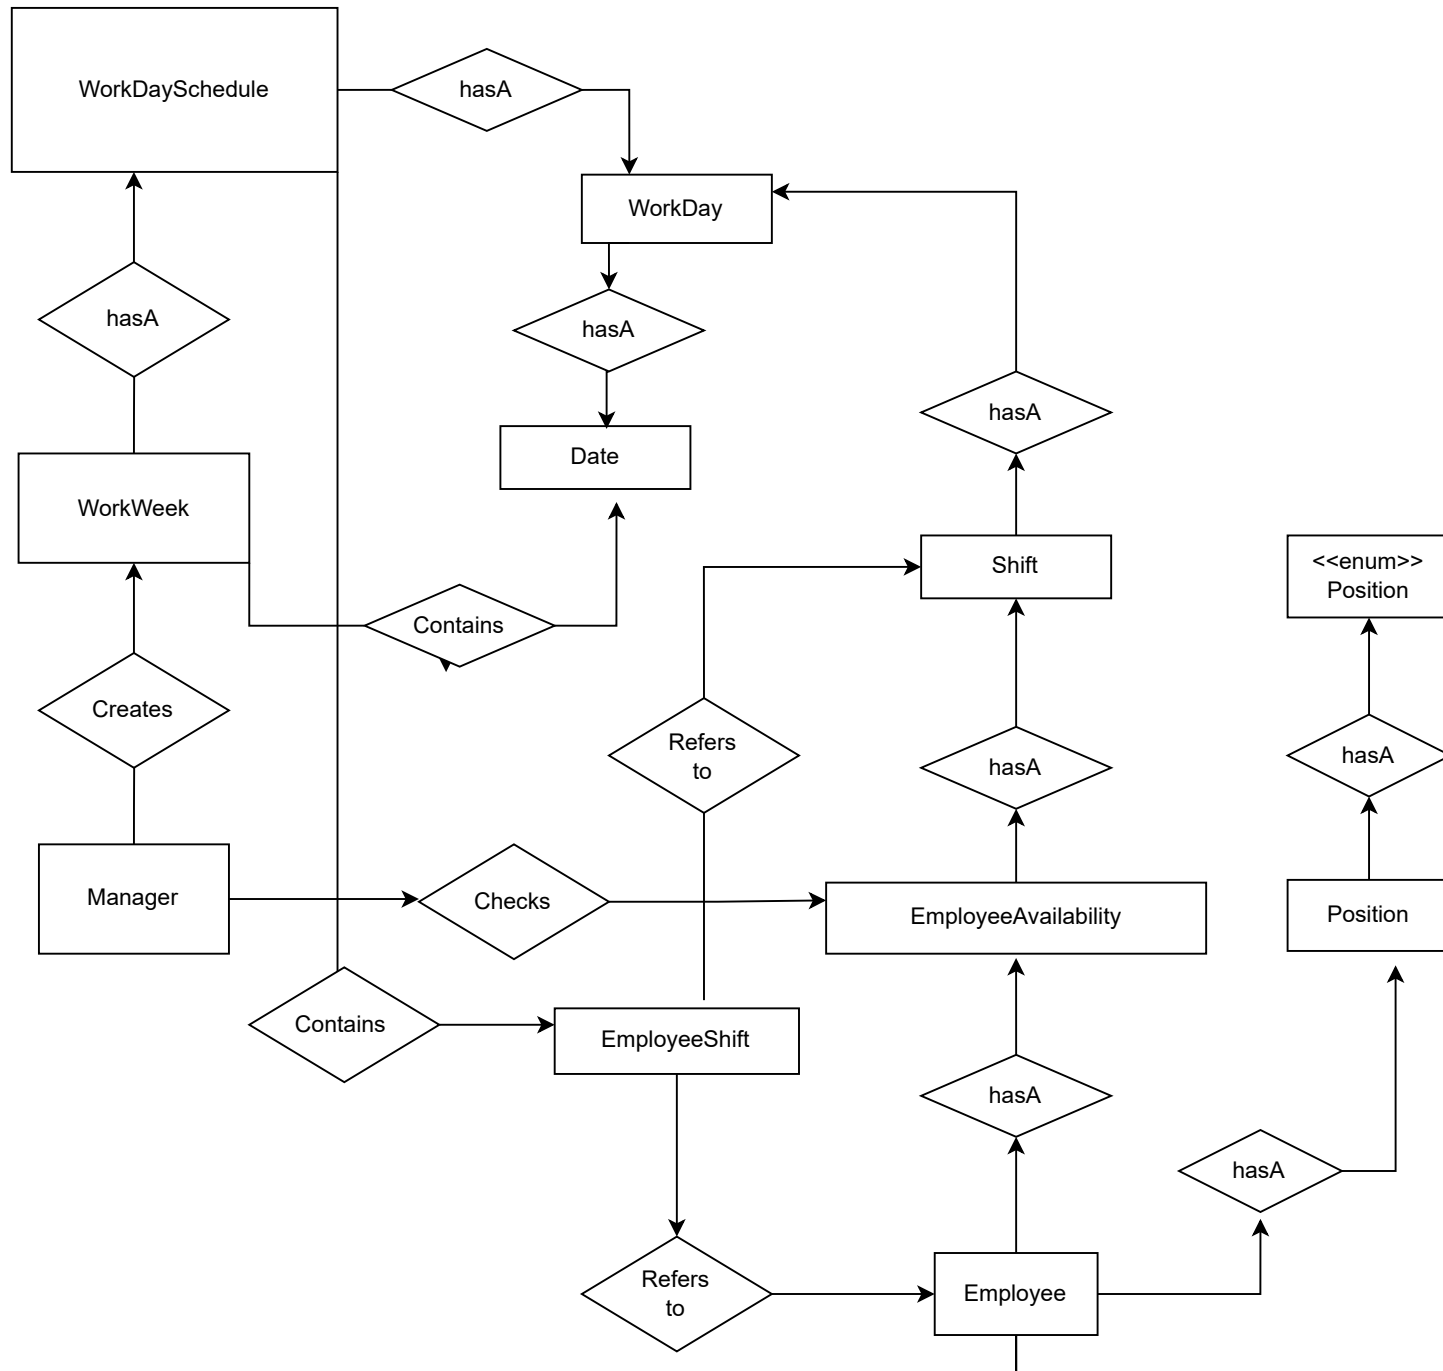 WorkDaySchedule
hasA
WorkDay
hasA
hasA
Date
hasA
WorkWeek
Shift
<<enum>>
Position
Contains
Creates
Refers
to
hasA
hasA
Manager
Checks
EmployeeAvailability
Position
Contains
EmployeeShift
hasA
hasA
Refers
to
Employee